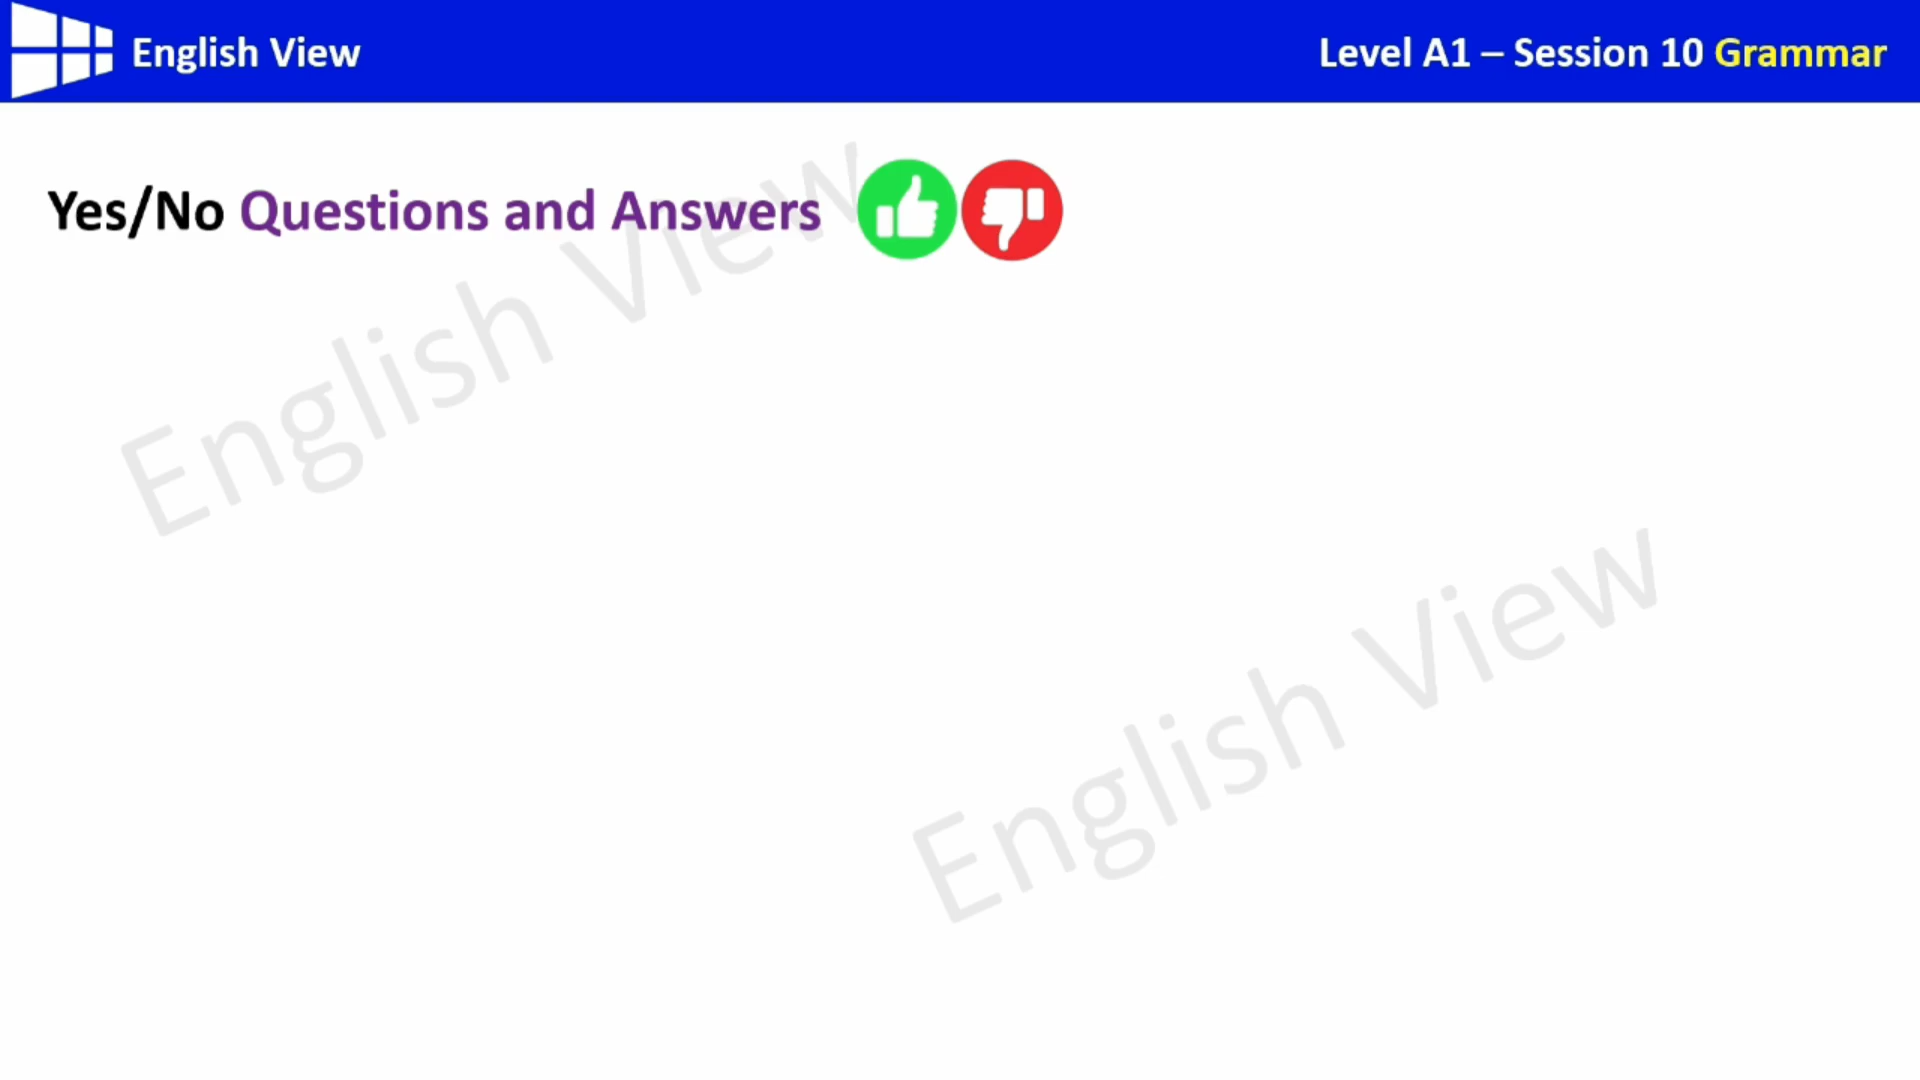 English View
Level A1 – Session 10 Grammar
Yes/No Questions and Answers
English View
English View